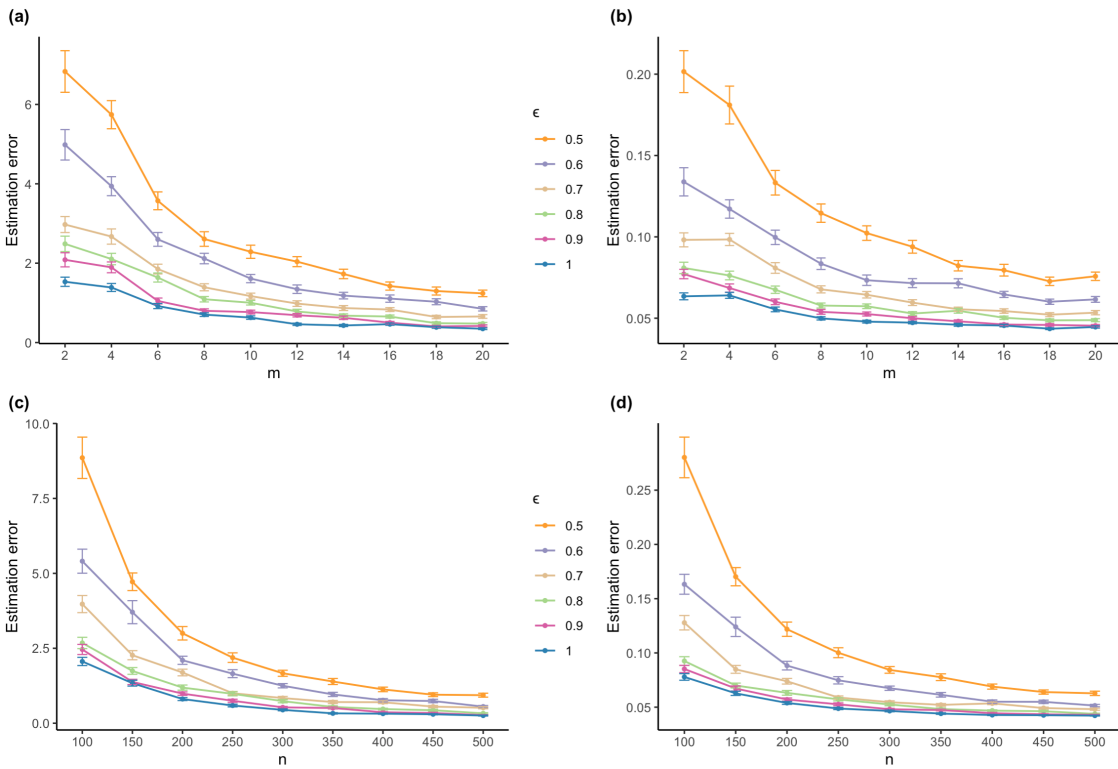 (a)
Estimation error
6
4
2
0
2 4 6 8 10 12 14 16 18 20
m
ϵ
0.5
0.6
0.7
0.8
0.9
1
(b)
Estimation error
0.20
0.15
0.10
0.05
2 4 6 8 10 12 14 16 18 20
m
(c)
Estimation error
10.0
7.5
5.0
2.5
0.0
100 150 200 250 300 350 400 450 500
n
ϵ
0.5
0.6
0.7
0.8
0.9
1
(d)
Estimation error
0.25
0.20
0.15
0.10
0.05
100 150 200 250 300 350 400 450 500
n